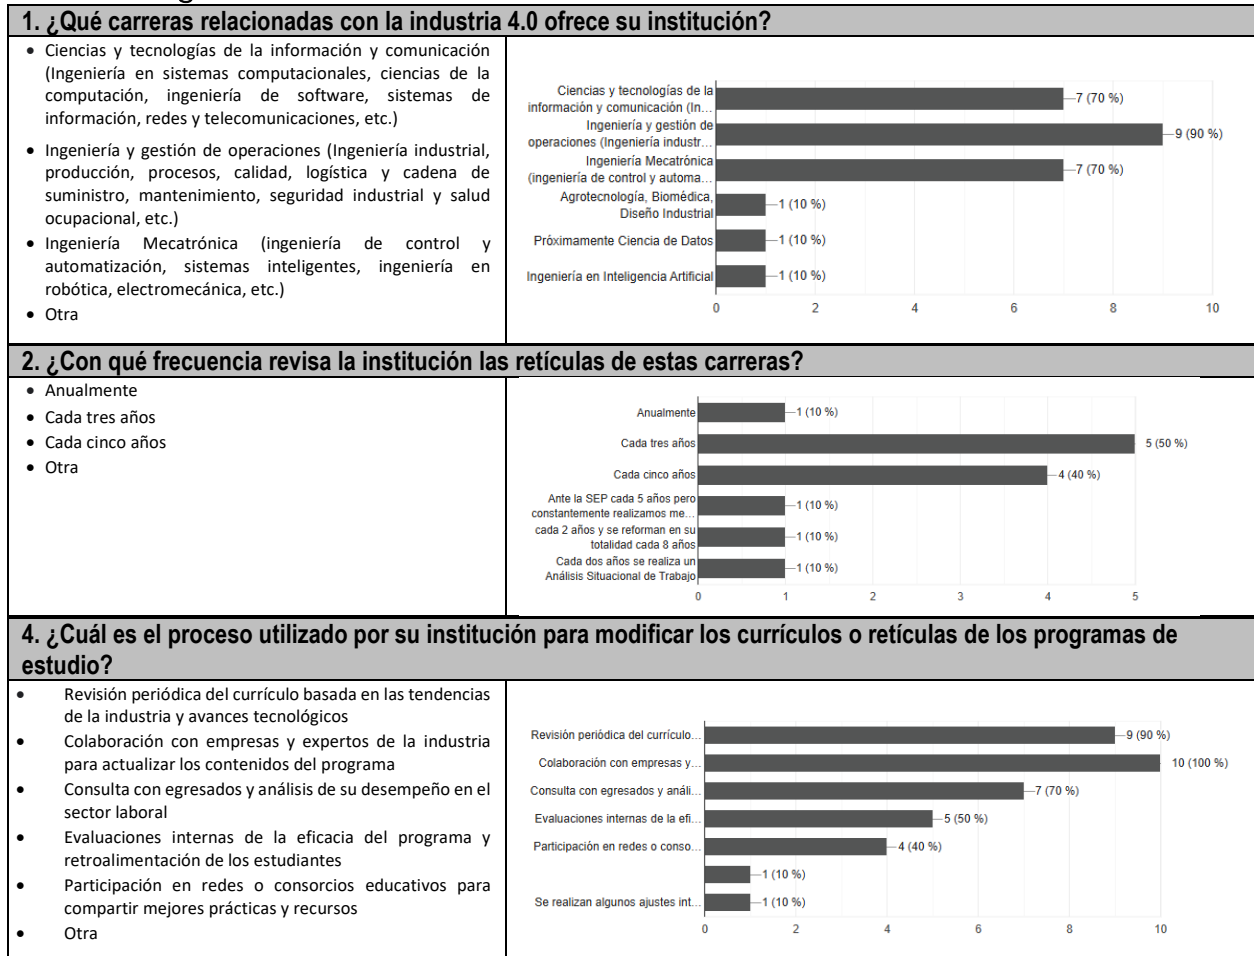 1. ¿Qué carreras relacionadas con la industria 4.0 ofrece su institución?
• Ciencias y tecnologías de la información y comunicación
(Ingeniería en sistemas computacionales, ciencias de la
computación, ingeniería de software, sistemas de
información, redes y telecomunicaciones, etc.)
• Ingeniería y gestión de operaciones (Ingeniería industrial,
producción, procesos, calidad, logística y cadena de
suministro, mantenimiento, seguridad industrial y salud
ocupacional, etc.)
• Ingeniería Mecatrónica (ingeniería de control y
automatización, sistemas inteligentes, ingeniería en
robótica, electromecánica, etc.)
• Otra
Ciencias y tecnologías de la
información y comunicación (In...
7 (70 %)
Ingeniería y gestión de
operaciones (Ingeniería industr...
9 (90 %)
Ingeniería Mecatrónica
(ingeniería de control y automa...
7 (70 %)
Agrotecnología, Biomédica,
Diseño Industrial
1 (10 %)
Próximamente Ciencia de Datos
1 (10 %)
Ingeniería en Inteligencia Artificial
1 (10 %)
0 2 4 6 8 10
2. ¿Con qué frecuencia revisa la institución las retículas de estas carreras?
• Anualmente
• Cada tres años
• Cada cinco años
• Otra
Anualmente
1 (10 %)
Cada tres años
5 (50 %)
Cada cinco años
4 (40 %)
Ante la SEP cada 5 años pero
constantemente realizamos me...
1 (10 %)
cada 2 años y se reforman en su
totalidad cada 8 años
1 (10 %)
Cada dos años se realiza un
Análisis Situacional de Trabajo
1 (10 %)
0 1 2 3 4 5
4. ¿Cuál es el proceso utilizado por su institución para modificar los currículos o retículas de los programas de
estudio?
• Revisión periódica del currículo basada en las tendencias
de la industria y avances tecnológicos
• Colaboración con empresas y expertos de la industria
para actualizar los contenidos del programa
• Consulta con egresados y análisis de su desempeño en el
sector laboral
• Evaluaciones internas de la eficacia del programa y
retroalimentación de los estudiantes
• Participación en redes o consorcios educativos para
compartir mejores prácticas y recursos
• Otra
Revisión periódica del currículo...
9 (90 %)
Colaboración con empresas y...
10 (100 %)
Consulta con egresados y análi...
7 (70 %)
Evaluaciones internas de la efi...
5 (50 %)
Participación en redes o conso...
4 (40 %)
1 (10 %)
Se realizan algunos ajustes int...
1 (10 %)
0 2 4 6 8 10